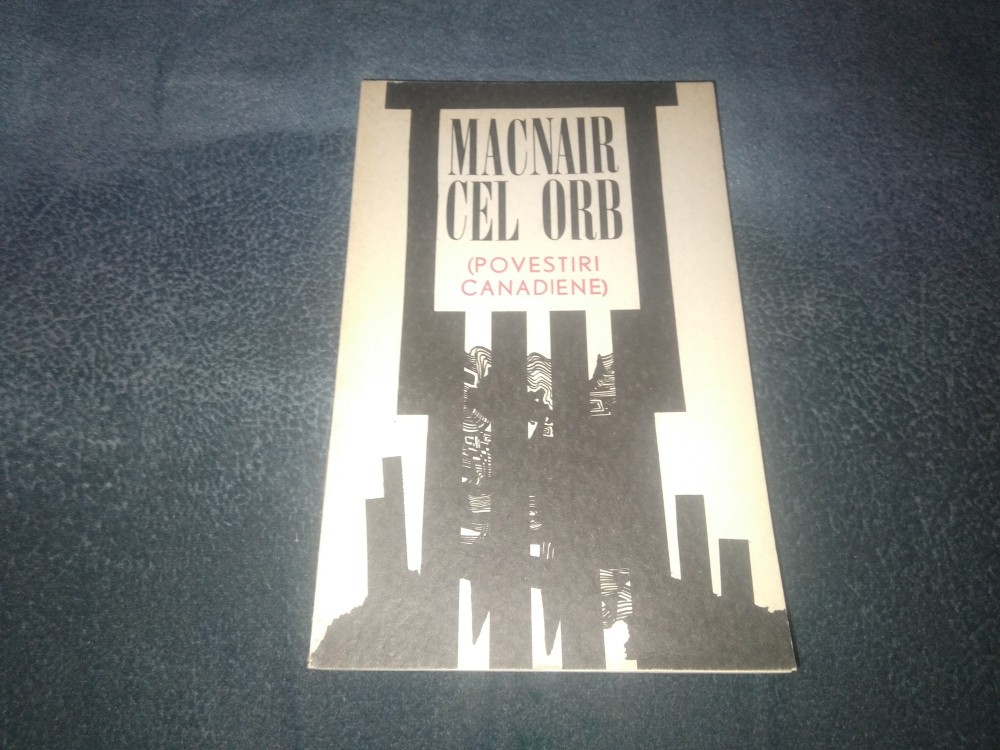 MACNAIR
CEL ORB
(POVESTIRI
CANADIENE)